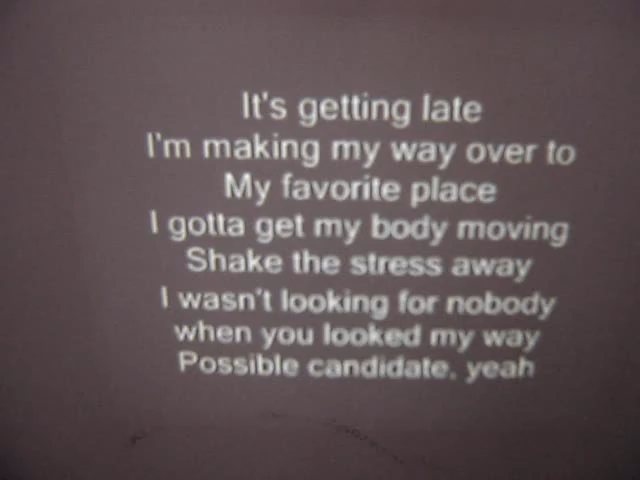 It's getting late
I'm making my way over to
My favorite place
I gotta get my body moving
Shake the stress away
I wasn't looking for nobody
when you looked my way
Possible candidate, yeah